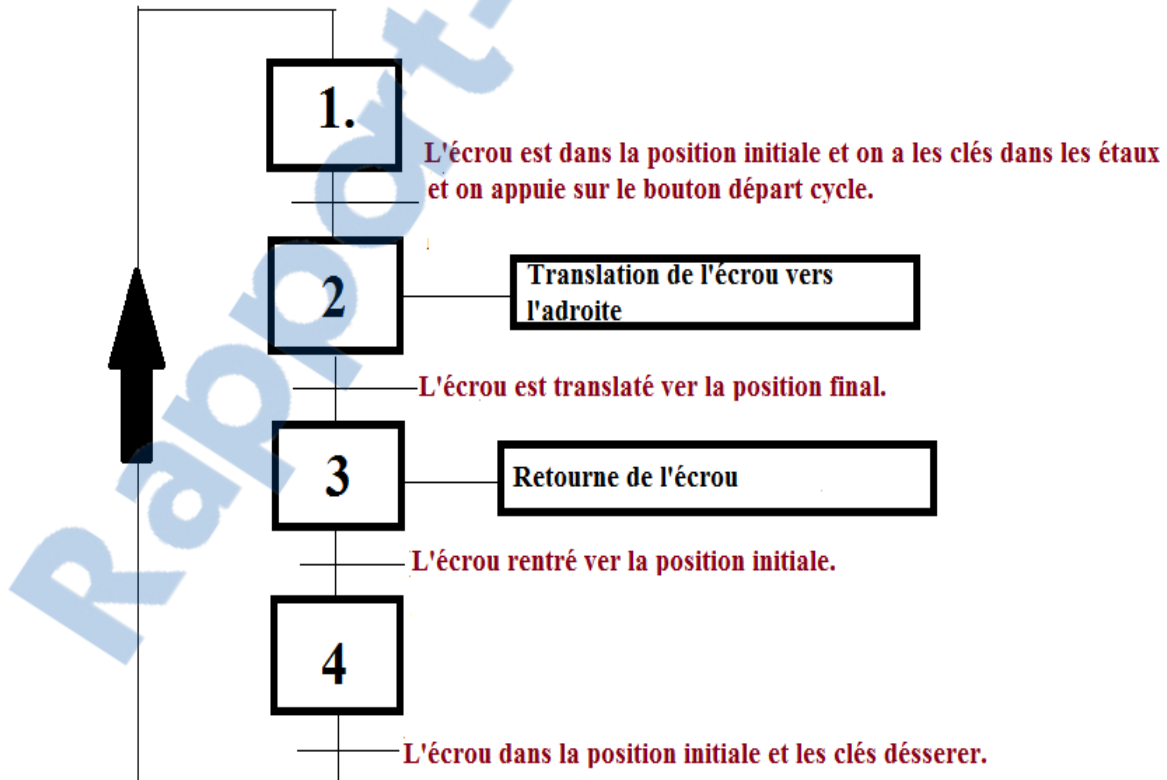 1.
L'écrou est dans la position initiale et on a les clés dans les étaux
et on appuie sur le bouton départ cycle.
2
Translation de l'écrou vers
l'adroite
L'écrou est translaté ver la position final.
3
Retourne de l'écrou
L'écrou rentré ver la position initiale.
4
L'écrou dans la position initiale et les clés désserer.
Rapport-